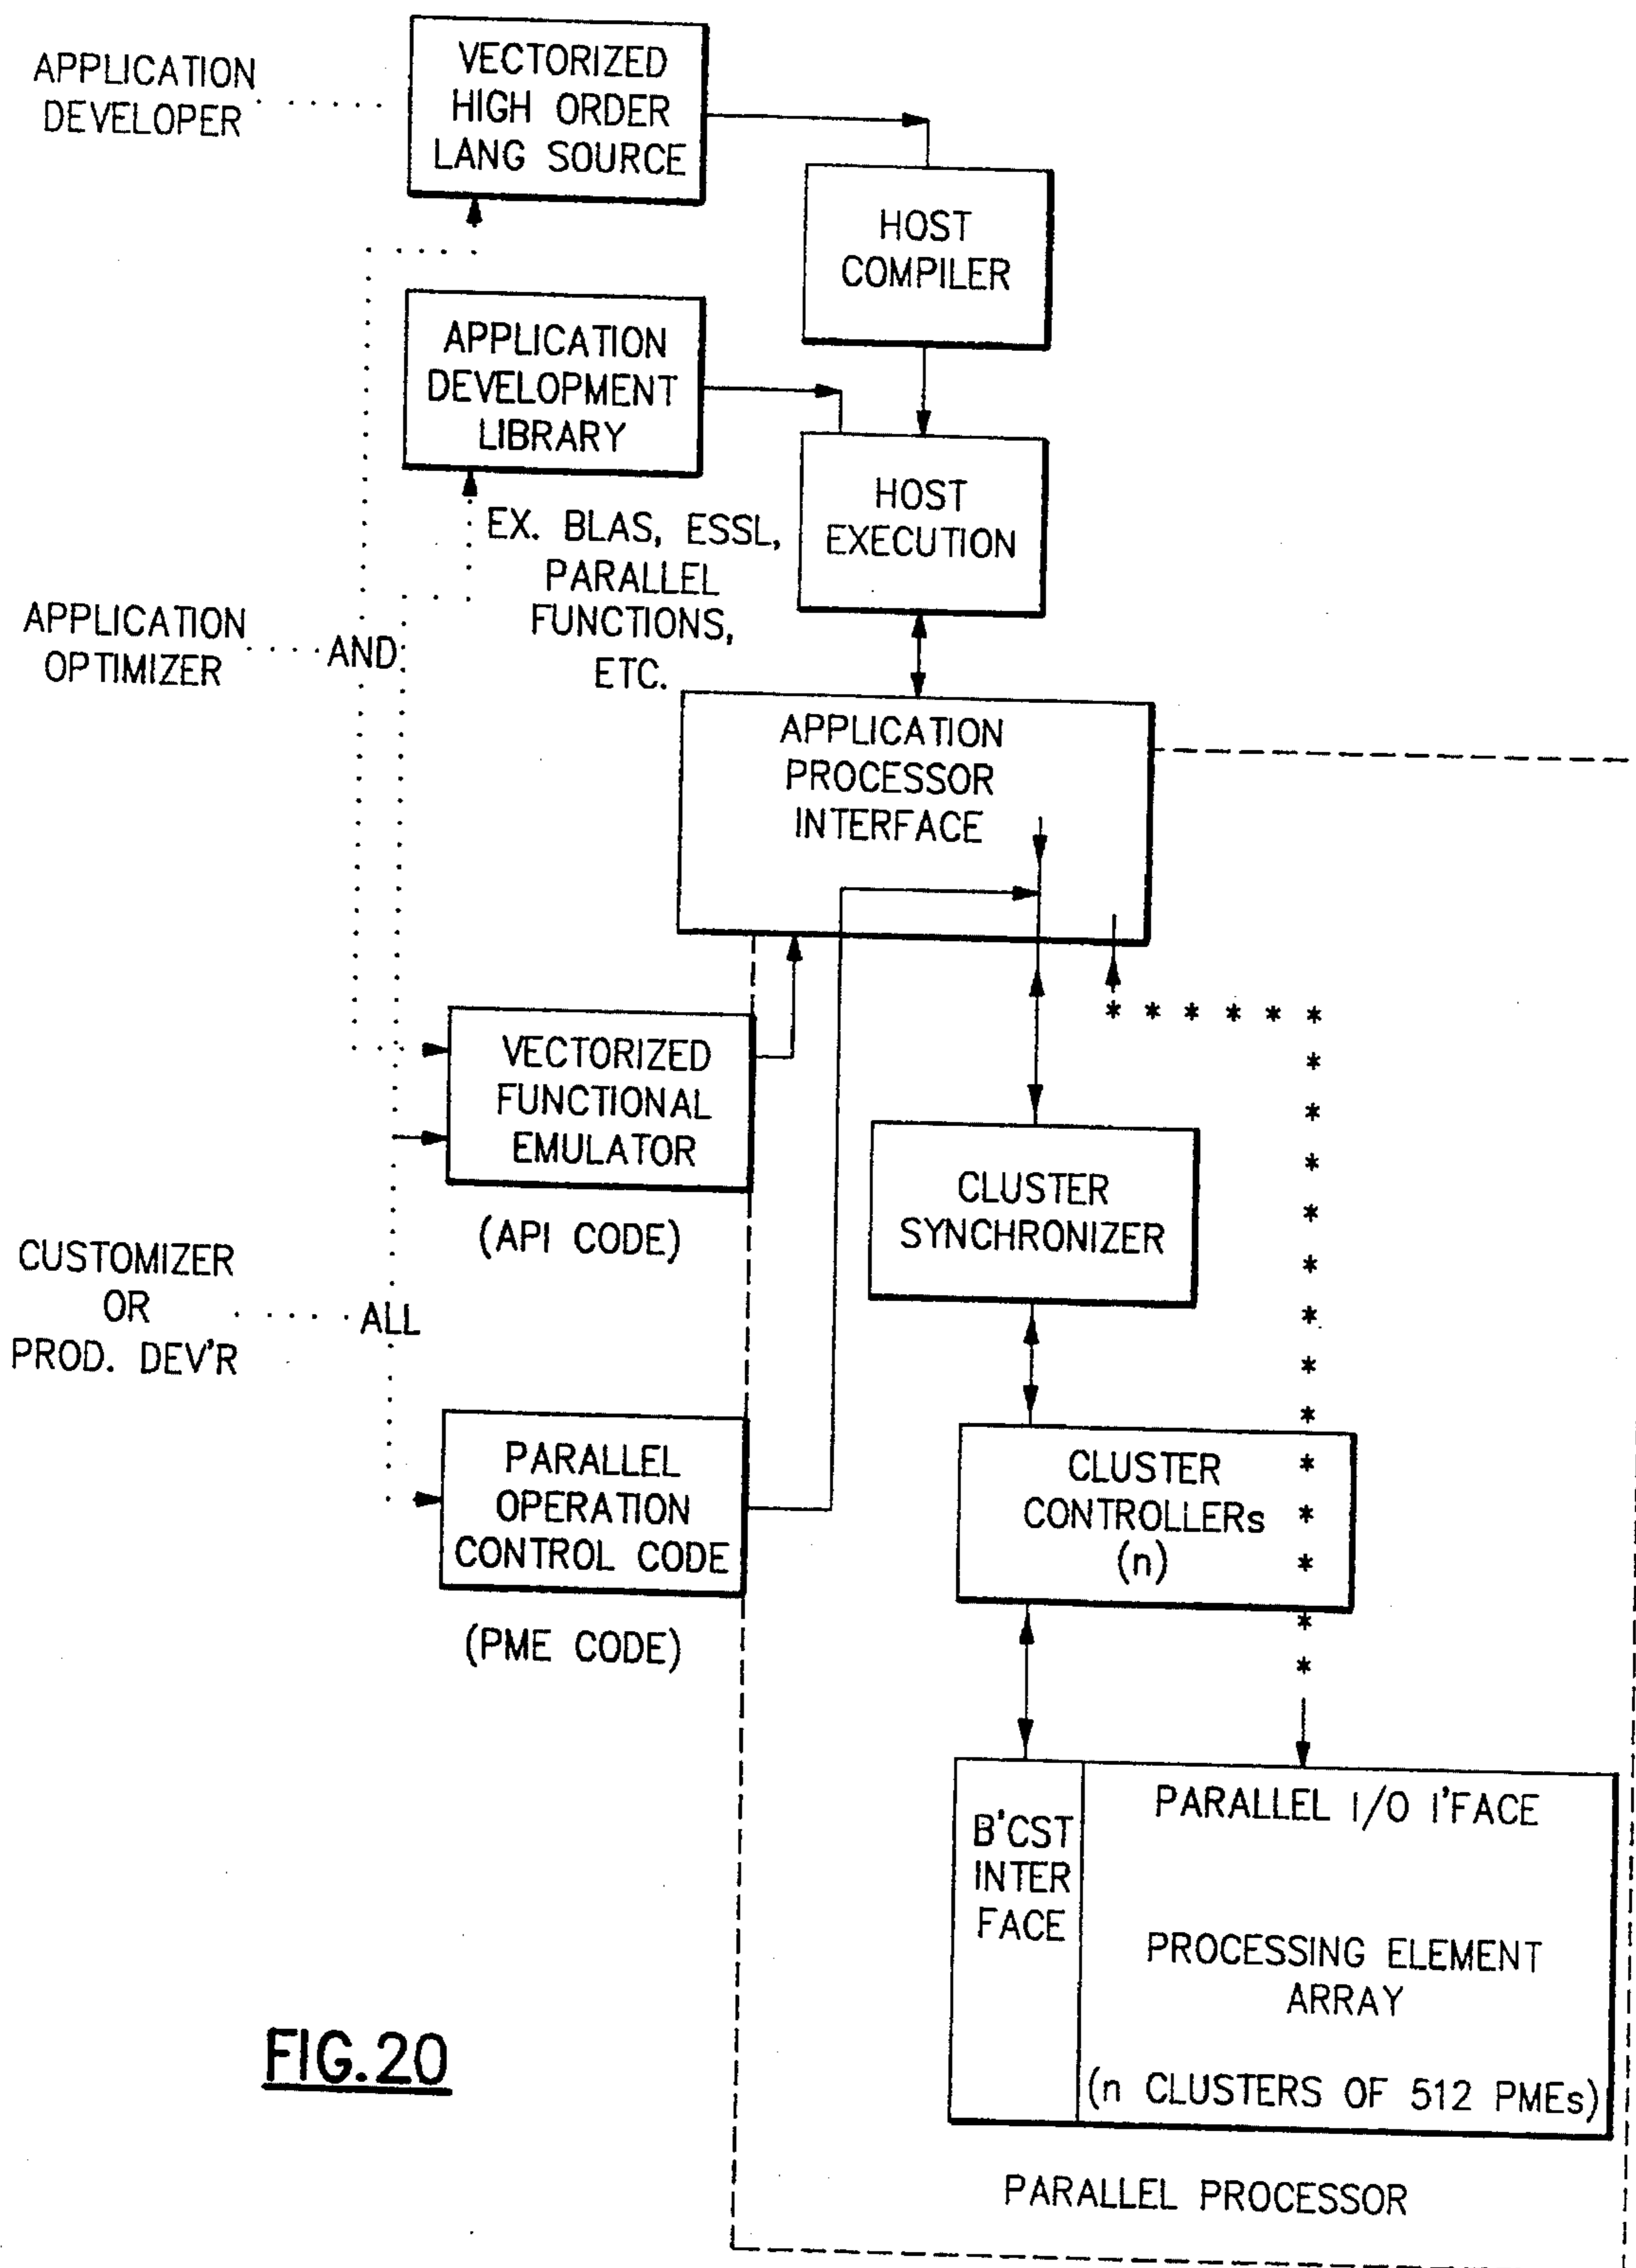 APPLICATION
DEVELOPER
VECTORIZED
HIGH ORDER
LANG SOURCE
HOST
COMPILER
APPLICATION
DEVELOPMENT
LIBRARY
HOST
EXECUTION
EX. BLAS, ESSL,
PARALLEL
FUNCTIONS,
ETC.
APPLICATION
OPTIMIZER
AND
APPLICATION
PROCESSOR
INTERFACE
VECTORIZED
FUNCTIONAL
EMULATOR
(API CODE)
CLUSTER
SYNCHRONIZER
CUSTOMIZER
OR
PROD. DEV'R
ALL
PARALLEL
OPERATION
CONTROL CODE
(PME CODE)
CLUSTER
CONTROLLERs
(n)
B'CST
INTER
FACE
PARALLEL I/O I'FACE
PROCESSING ELEMENT
ARRAY
(n CLUSTERS OF 512 PMEs)
PARALLEL PROCESSOR
FIG.20